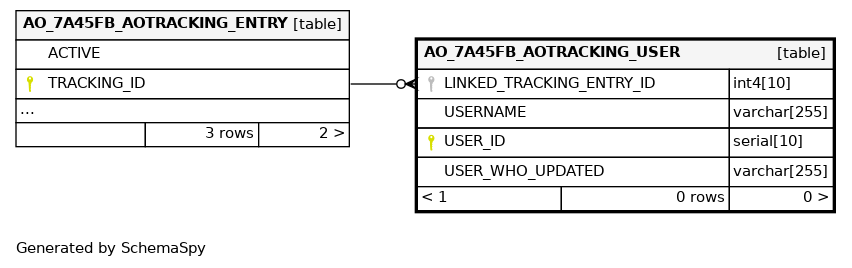 AO_7A45FB_AOTRACKING_ENTRY [table]
ACTIVE
TRACKING_ID
...
3 rows 2 >
AO_7A45FB_AOTRACKING_USER [table]
LINKED_TRACKING_ENTRY_ID int4[10]
USERNAME varchar[255]
USER_ID serial[10]
USER_WHO_UPDATED varchar[255]
< 1 0 rows 0 >
Generated by SchemaSpy